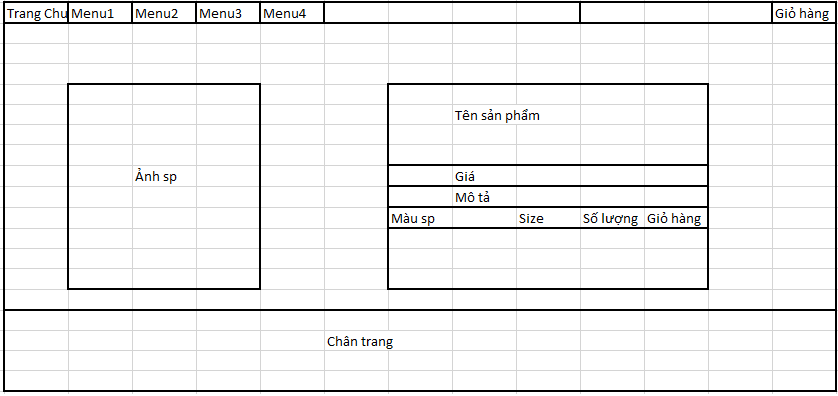 Trang Chu Menu1 Menu2 Menu3 Menu4 Giỏ hàng
Tên sản phẩm
Ảnh sp Giá
Mô tả
Màu sp Size Số lượng Giỏ hàng
Chân trang